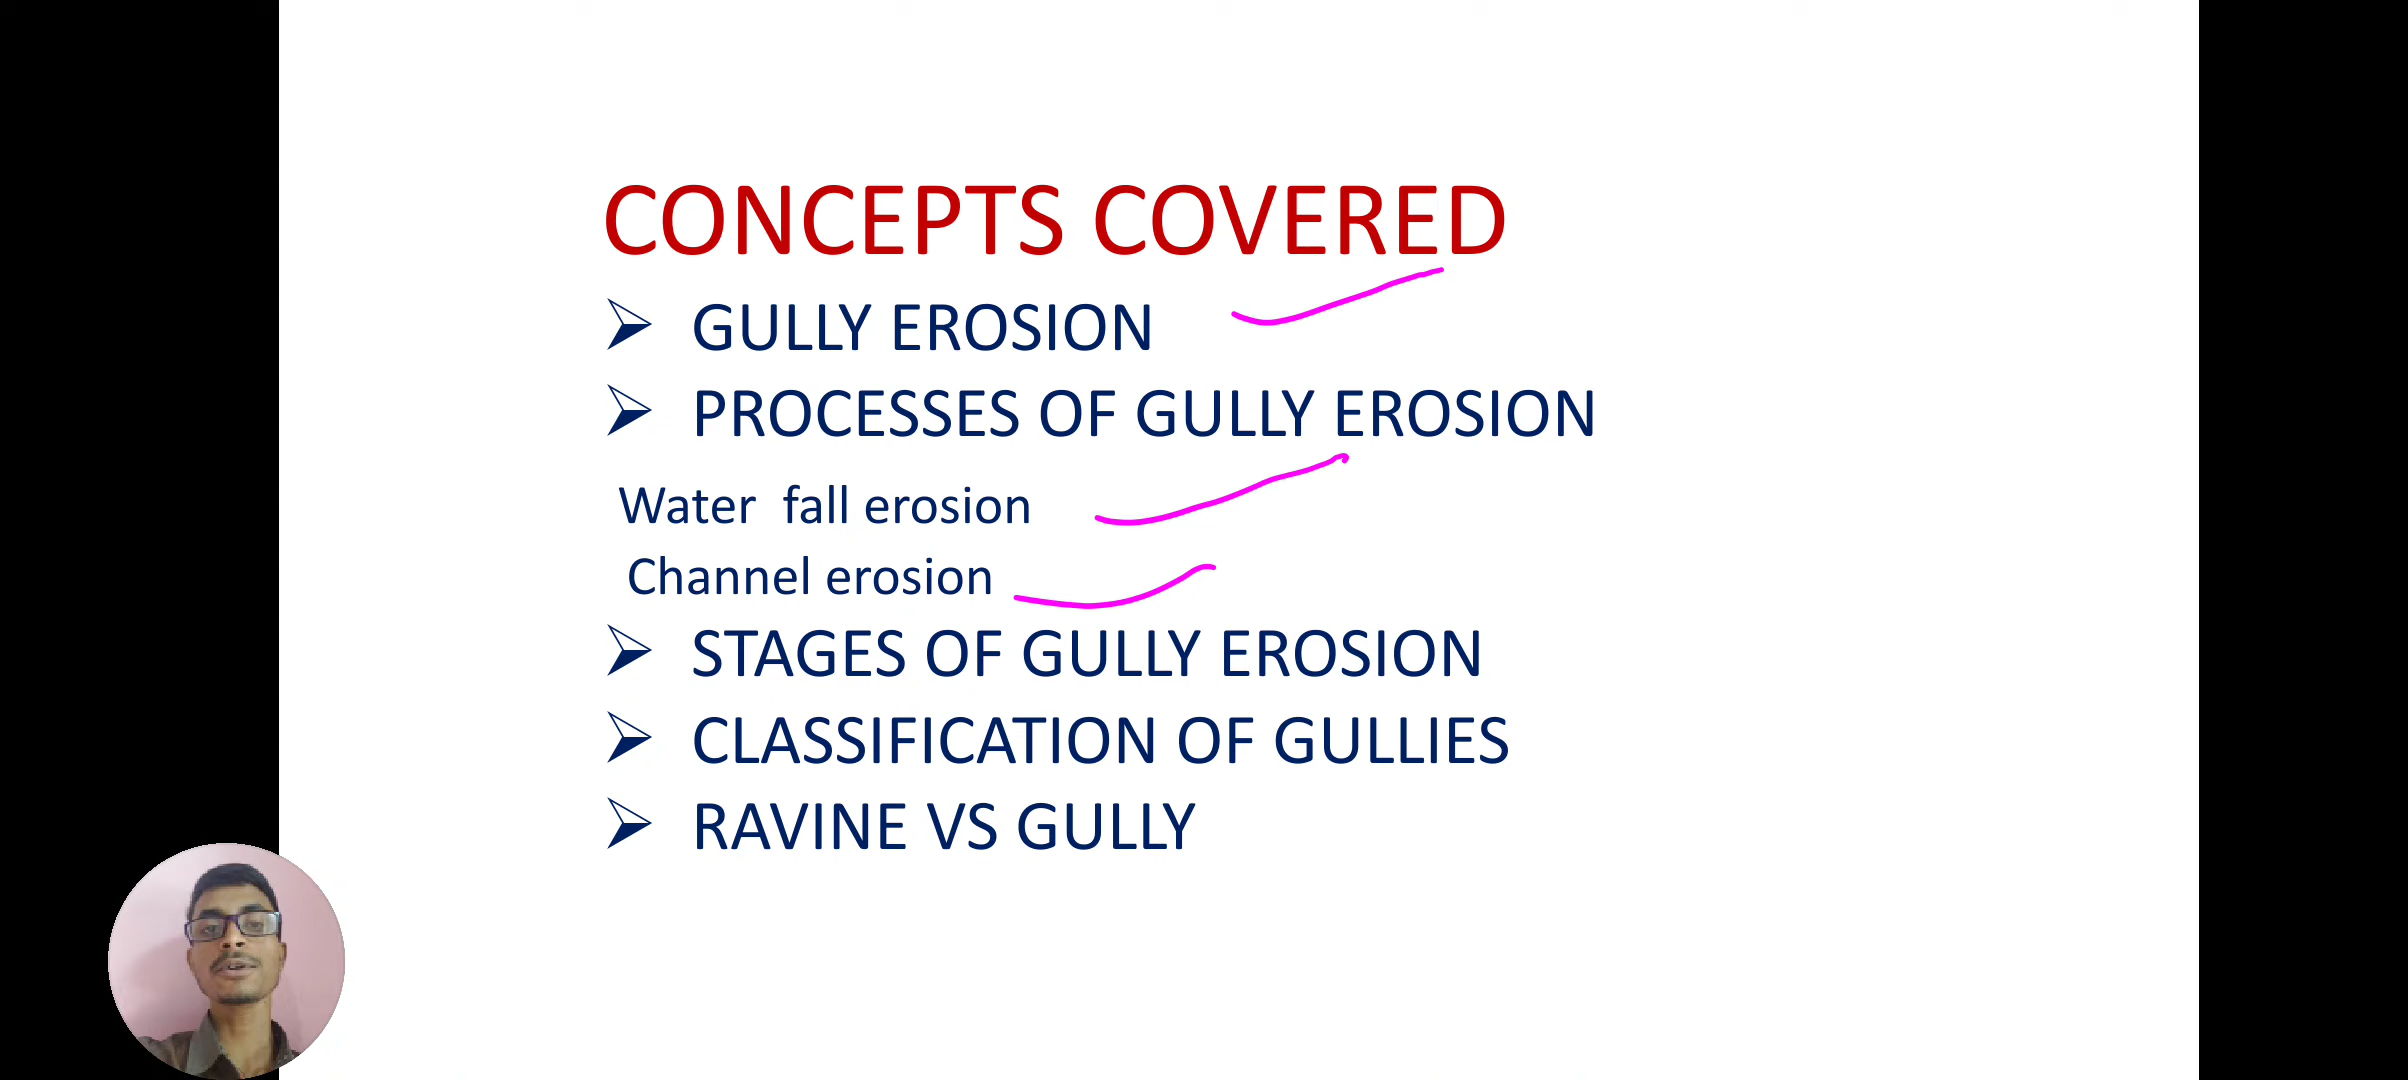 CONCEPTS COVERED
GULLY EROSION
PROCESSES OF GULLY EROSION
Water fall erosion
Channel erosion
STAGES OF GULLY EROSION
CLASSIFICATION OF GULLIES
RAVINE VS GULLY